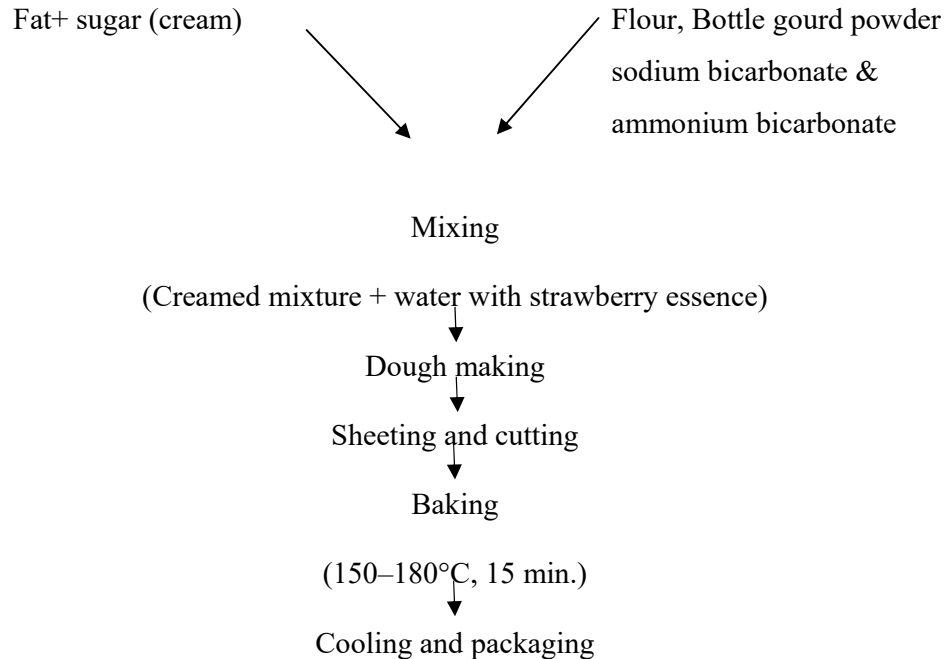 Fat+ sugar (cream)
Flour, Bottle gourd powder
sodium bicarbonate &
ammonium bicarbonate
Mixing
(Creamed mixture + water with strawberry essence)
Dough making
Sheeting and cutting
Baking
(150–180°C, 15 min.)
Cooling and packaging